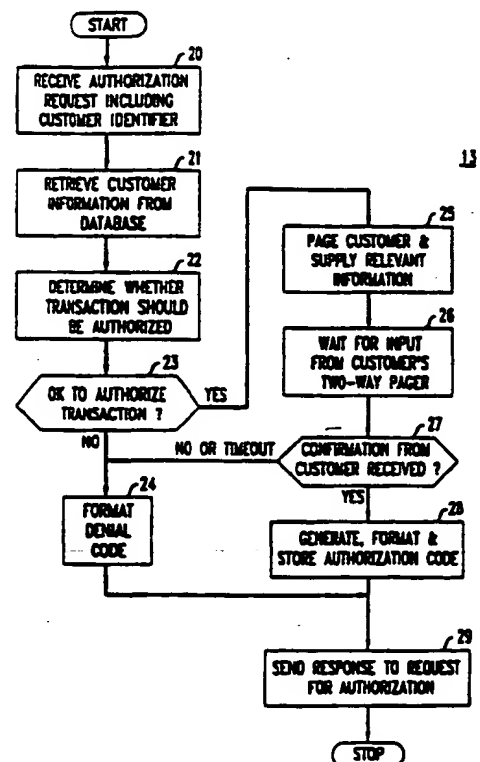 START
20
RECEIVE AUTHORIZATION
REQUEST INCLUDING
CUSTOMER IDENTIFIER
21
RETRIEVE CUSTOMER
INFORMATION FROM
DATABASE
22
DETERMINE WHETHER
TRANSACTION SHOULD
BE AUTHORIZED
23
OK TO AUTHORIZE
TRANSACTION ?
YES
NO
24
FORMAT
DENIAL
CODE
13
25
PAGE CUSTOMER &
SUPPLY RELEVANT
INFORMATION
26
WAIT FOR INPUT
FROM CUSTOMER'S
TWO-WAY PAGER
27
CONFIRMATION FROM
CUSTOMER RECEIVED ?
NO OR TIMEOUT
YES
28
GENERATE, FORMAT &
STORE AUTHORIZATION CODE
29
SEND RESPONSE TO REQUEST
FOR AUTHORIZATION
STOP